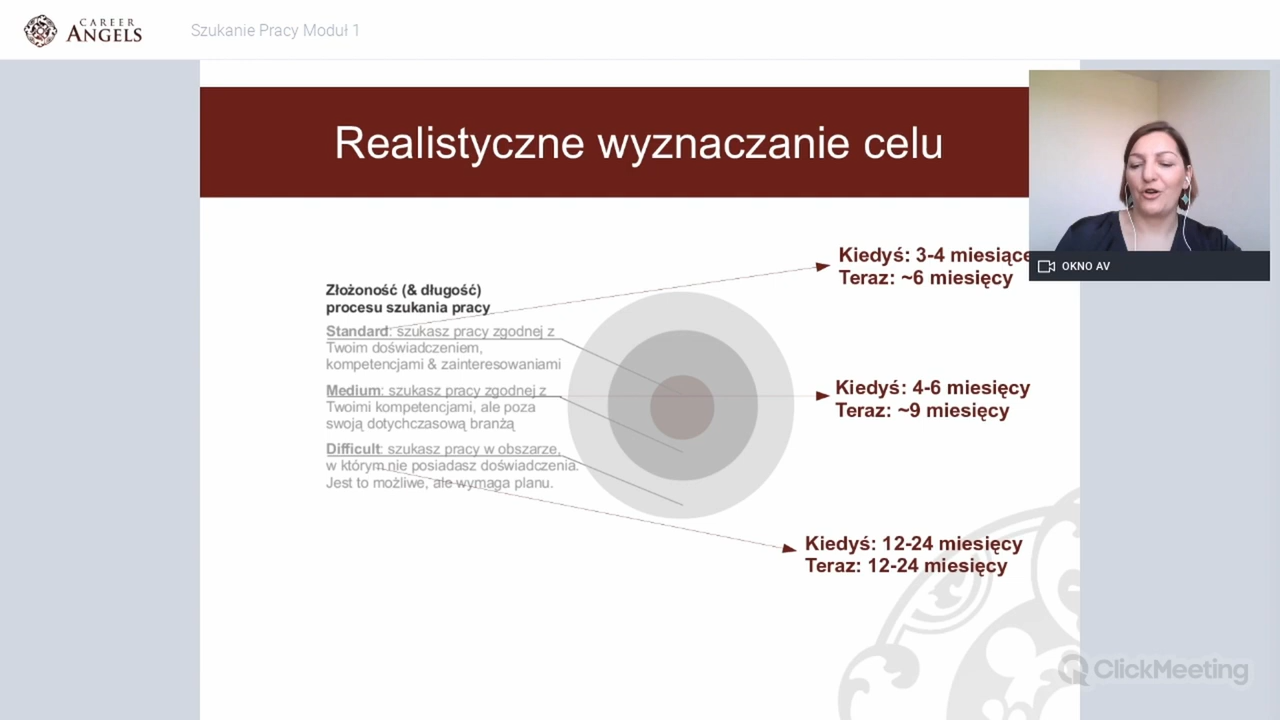 CAREER
ANGELS
Szukanie Pracy Moduł 1
Realistyczne wyznaczanie celu
OKNO AV
Kiedyś: 3-4 miesiące
Teraz: ~6 miesięcy
Złożoność (& długość)
procesu szukania pracy
Standard: szukasz pracy zgodnej z
Twoim doświadczeniem,
kompetencjami & zainteresowaniami
Medium: szukasz pracy zgodnej z
Twoimi kompetencjami, ale poza
swoją dotychczasową branżą
Difficult: szukasz pracy w obszarze,
w którym nie posiadasz doświadczenia.
Jest to możliwe, ale wymaga planu.
Kiedyś: 4-6 miesięcy
Teraz: ~9 miesięcy
Kiedyś: 12-24 miesięcy
Teraz: 12-24 miesięcy
ClickMeeting